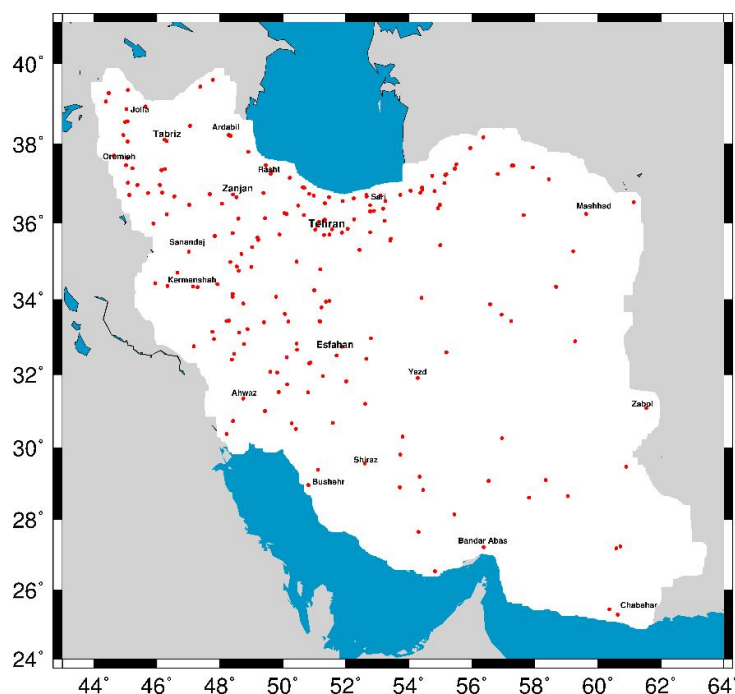 40°
Jolfa
Tabriz
Ardabil
38°
Oromieh
Rasht
Zanjan
Sari
Mashhad
36°
Tehran
Sanandaj
Kermenshah
34°
Esfahan
32°
Yazd
Ahwaz
Zabol
30°
Shiraz
Bushehr
28°
Bandar Abas
26°
Chabahar
24°
44° 46° 48° 50° 52° 54° 56° 58° 60° 62° 64°